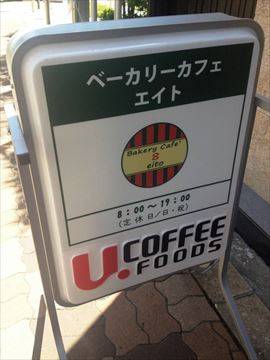 ベーカリーカフェ
エイト
Bakery Cafe'
8
eito
8：00～19：00
(定休日/日・祝)
U.COFFEE
FOODS